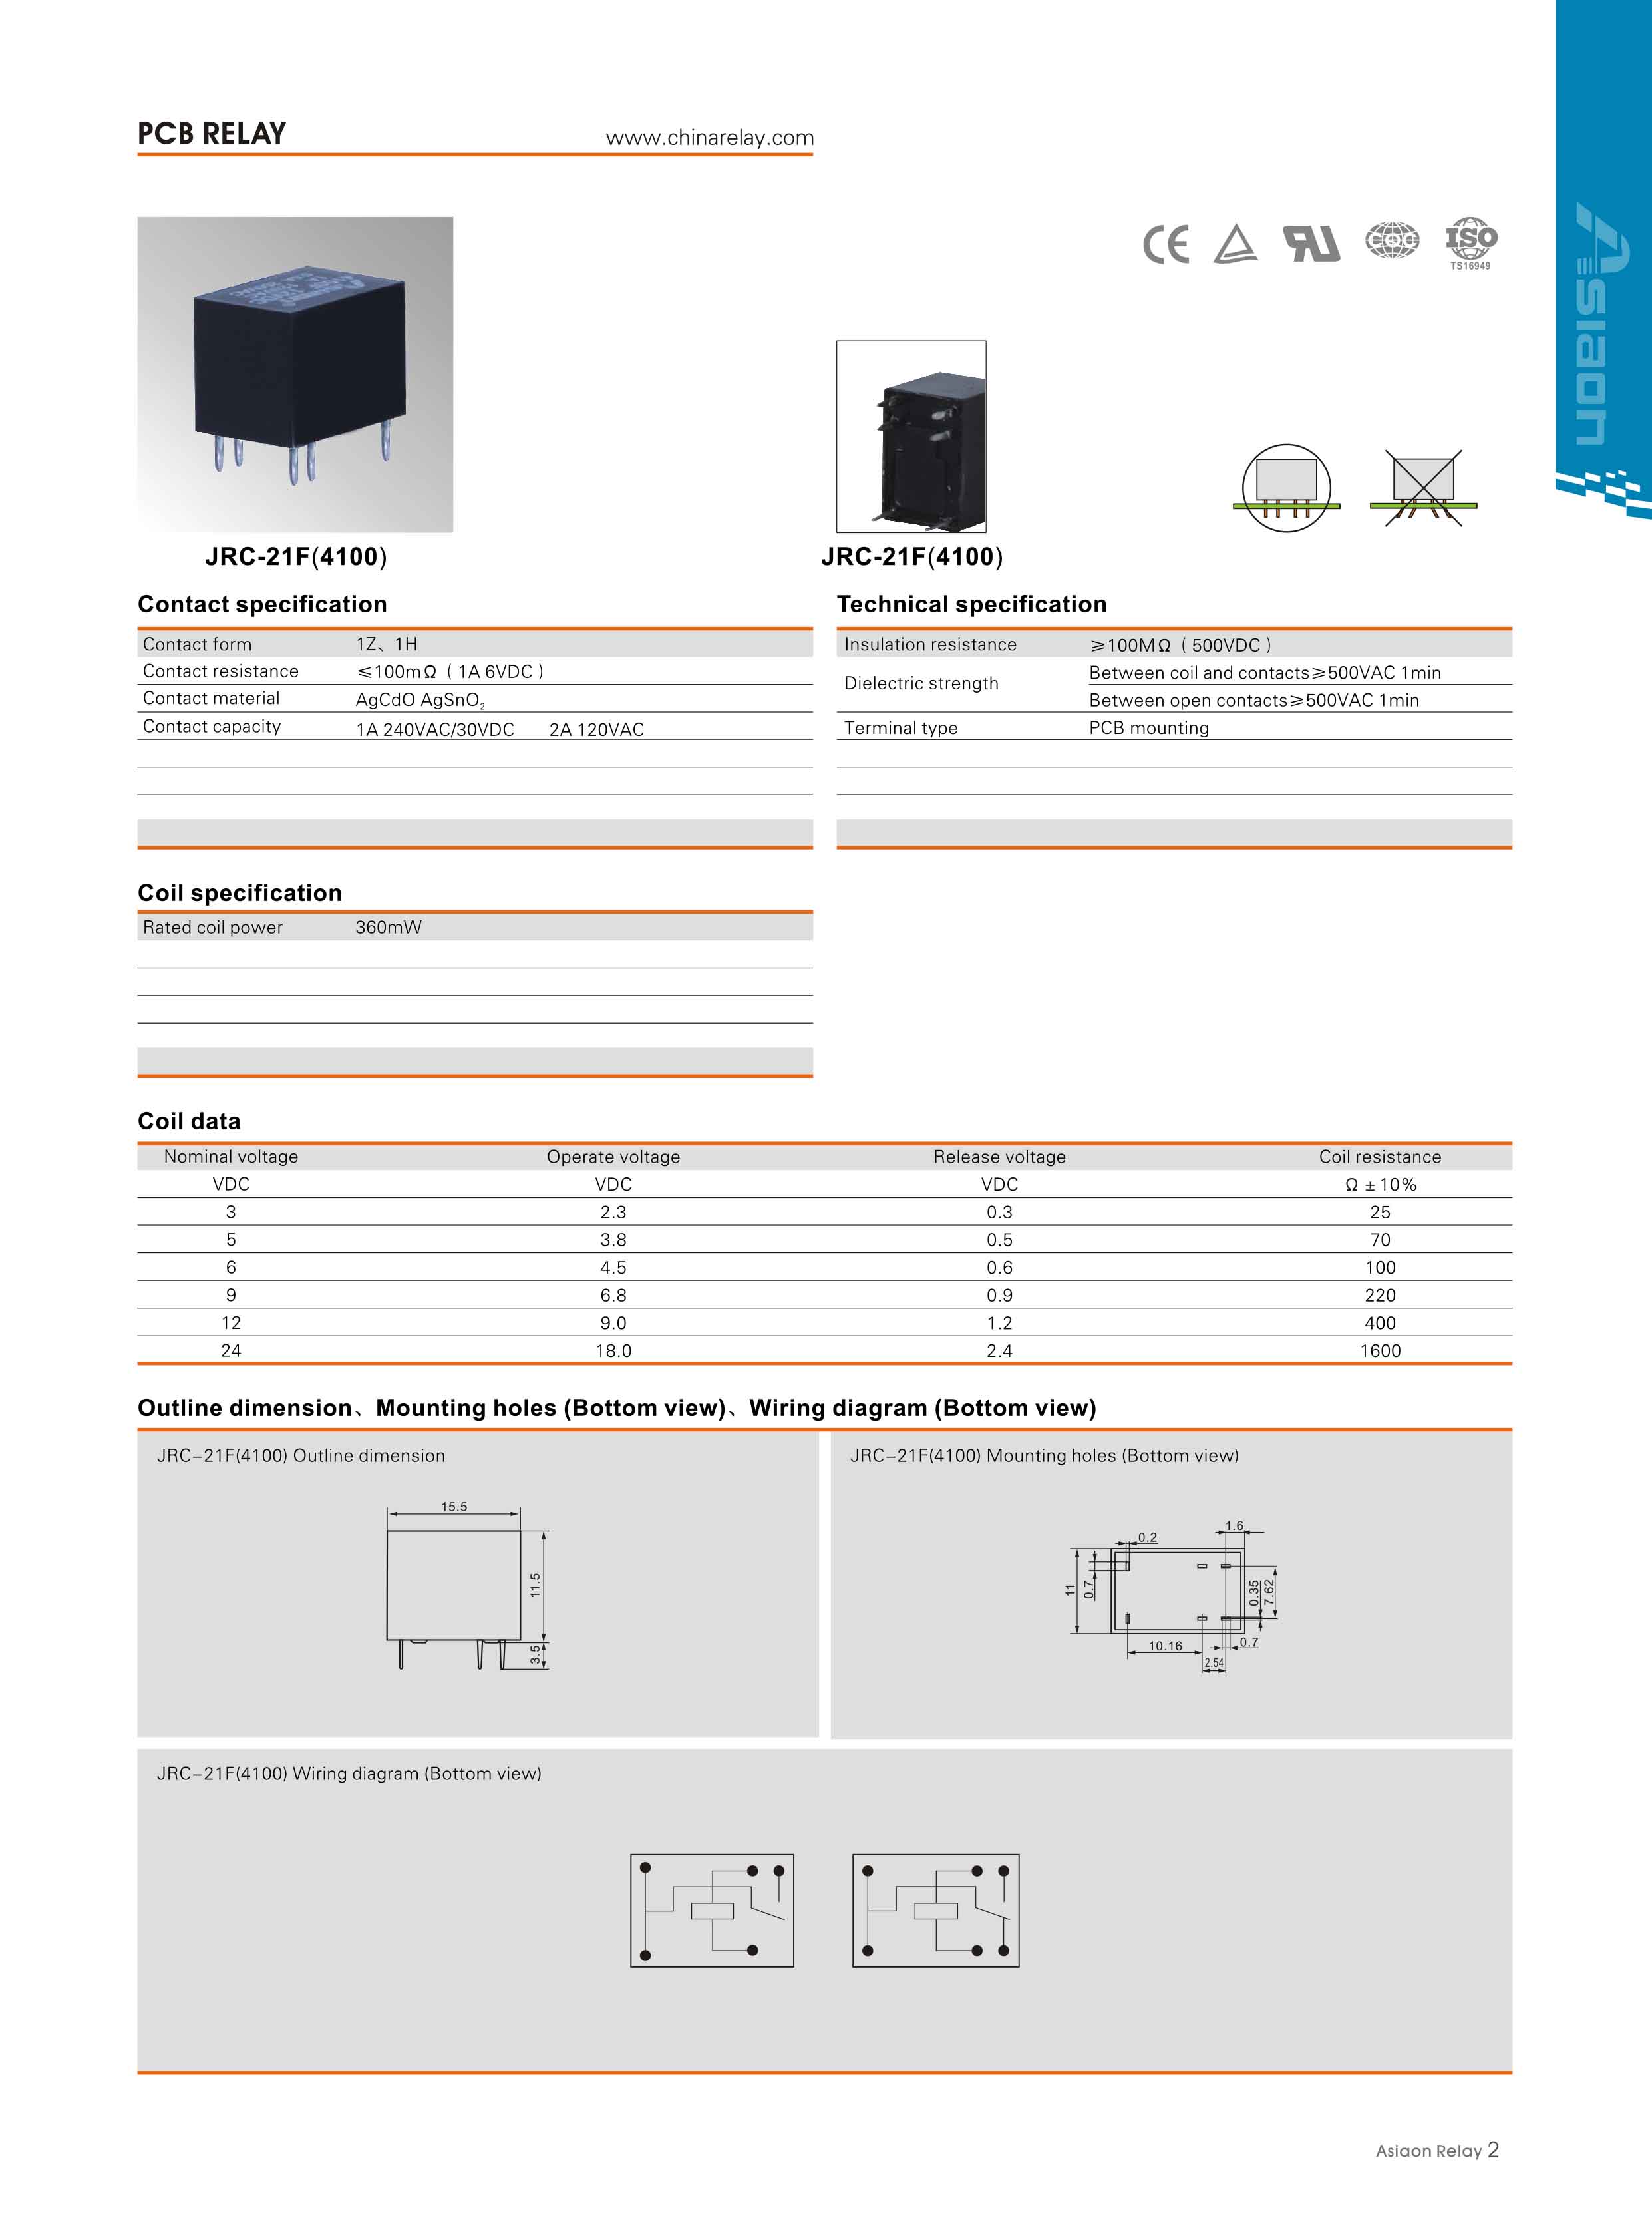 PCB RELAY www.chinarelay.com
CE
CQC
ISO
TS16949
Asiaon
JRC-21F(4100) JRC-21F(4100)
Contact specification
Contact form 1Z、1H
Contact resistance ≤100mΩ ( 1A 6VDC )
Contact material AgCdO AgSnO₂
Contact capacity 1A 240VAC/30VDC 2A 120VAC
Technical specification
Insulation resistance ≥100MΩ ( 500VDC )
Dielectric strength Between coil and contacts≥500VAC 1min
Between open contacts≥500VAC 1min
Terminal type PCB mounting
Coil specification
Rated coil power 360mW
Coil data
Nominal voltage Operate voltage Release voltage Coil resistance
VDC VDC VDC Ω ±10%
3 2.3 0.3 25
5 3.8 0.5 70
6 4.5 0.6 100
9 6.8 0.9 220
12 9.0 1.2 400
24 18.0 2.4 1600
Outline dimension、Mounting holes (Bottom view)、Wiring diagram (Bottom view)
JRC–21F(4100) Outline dimension
15.5
11.5
3.5
JRC–21F(4100) Mounting holes (Bottom view)
1.6
0.2
11
0.7
0.35
7.62
10.16
0.7
2.54
JRC–21F(4100) Wiring diagram (Bottom view)
Asiaon Relay 2